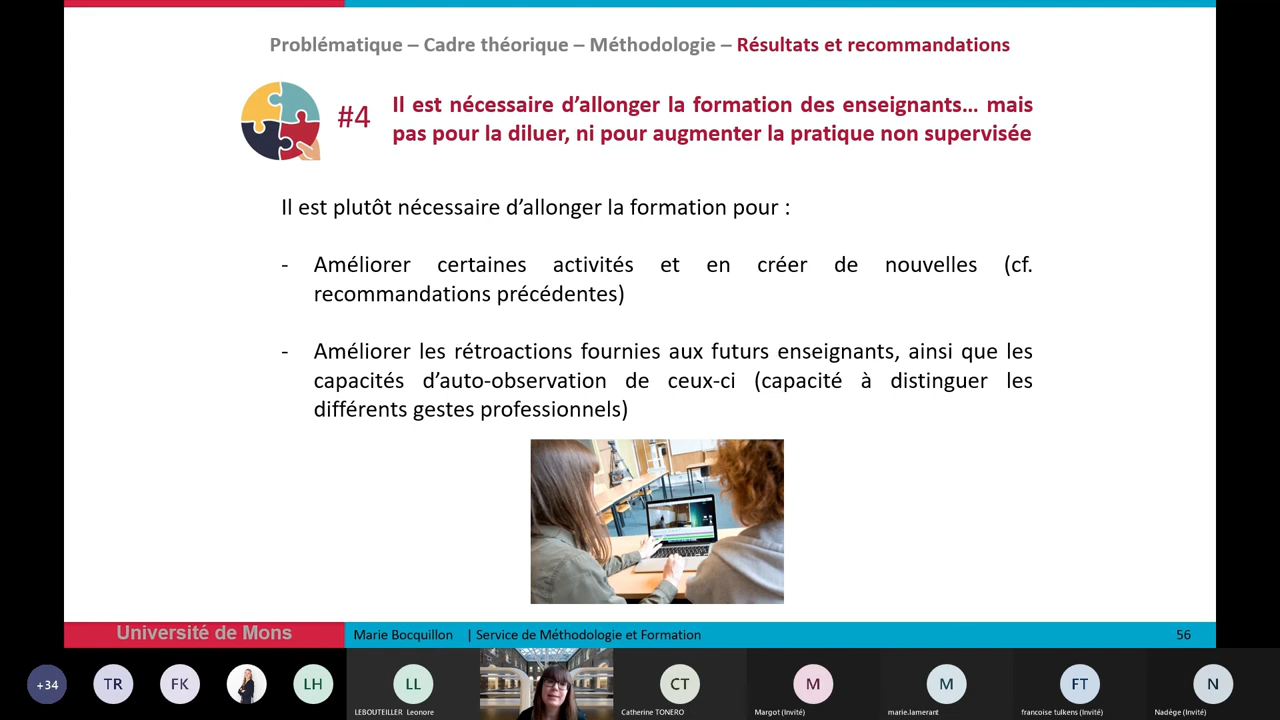 Problématique – Cadre théorique – Méthodologie – Résultats et recommandations
#4
Il est nécessaire d’allonger la formation des enseignants… mais
pas pour la diluer, ni pour augmenter la pratique non supervisée
Il est plutôt nécessaire d’allonger la formation pour :
- Améliorer certaines activités et en créer de nouvelles (cf.
recommandations précédentes)
- Améliorer les rétroactions fournies aux futurs enseignants, ainsi que les
capacités d’auto-observation de ceux-ci (capacité à distinguer les
différents gestes professionnels)
Université de Mons
Marie Bocquillon | Service de Méthodologie et Formation
56
+34
TR
FK
LH
LL
CT
M
M
FT
N
LEBOUTEILLER Leonore
Catherine TONERO
Margot (Invité)
marie.lamerant
francoise tulkens (Invité)
Nadège (Invité)